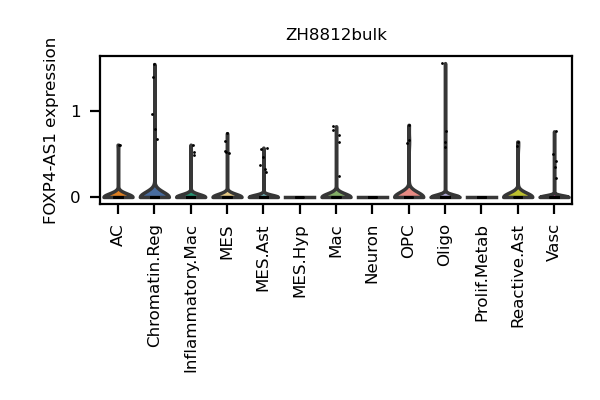 ZH8812bulk
FOXP4-AS1 expression
1
0
AC
Chromatin.Reg
Inflammatory.Mac
MES
MES.Ast
MES.Hyp
Mac
Neuron
OPC
Oligo
Prolif.Metab
Reactive.Ast
Vasc